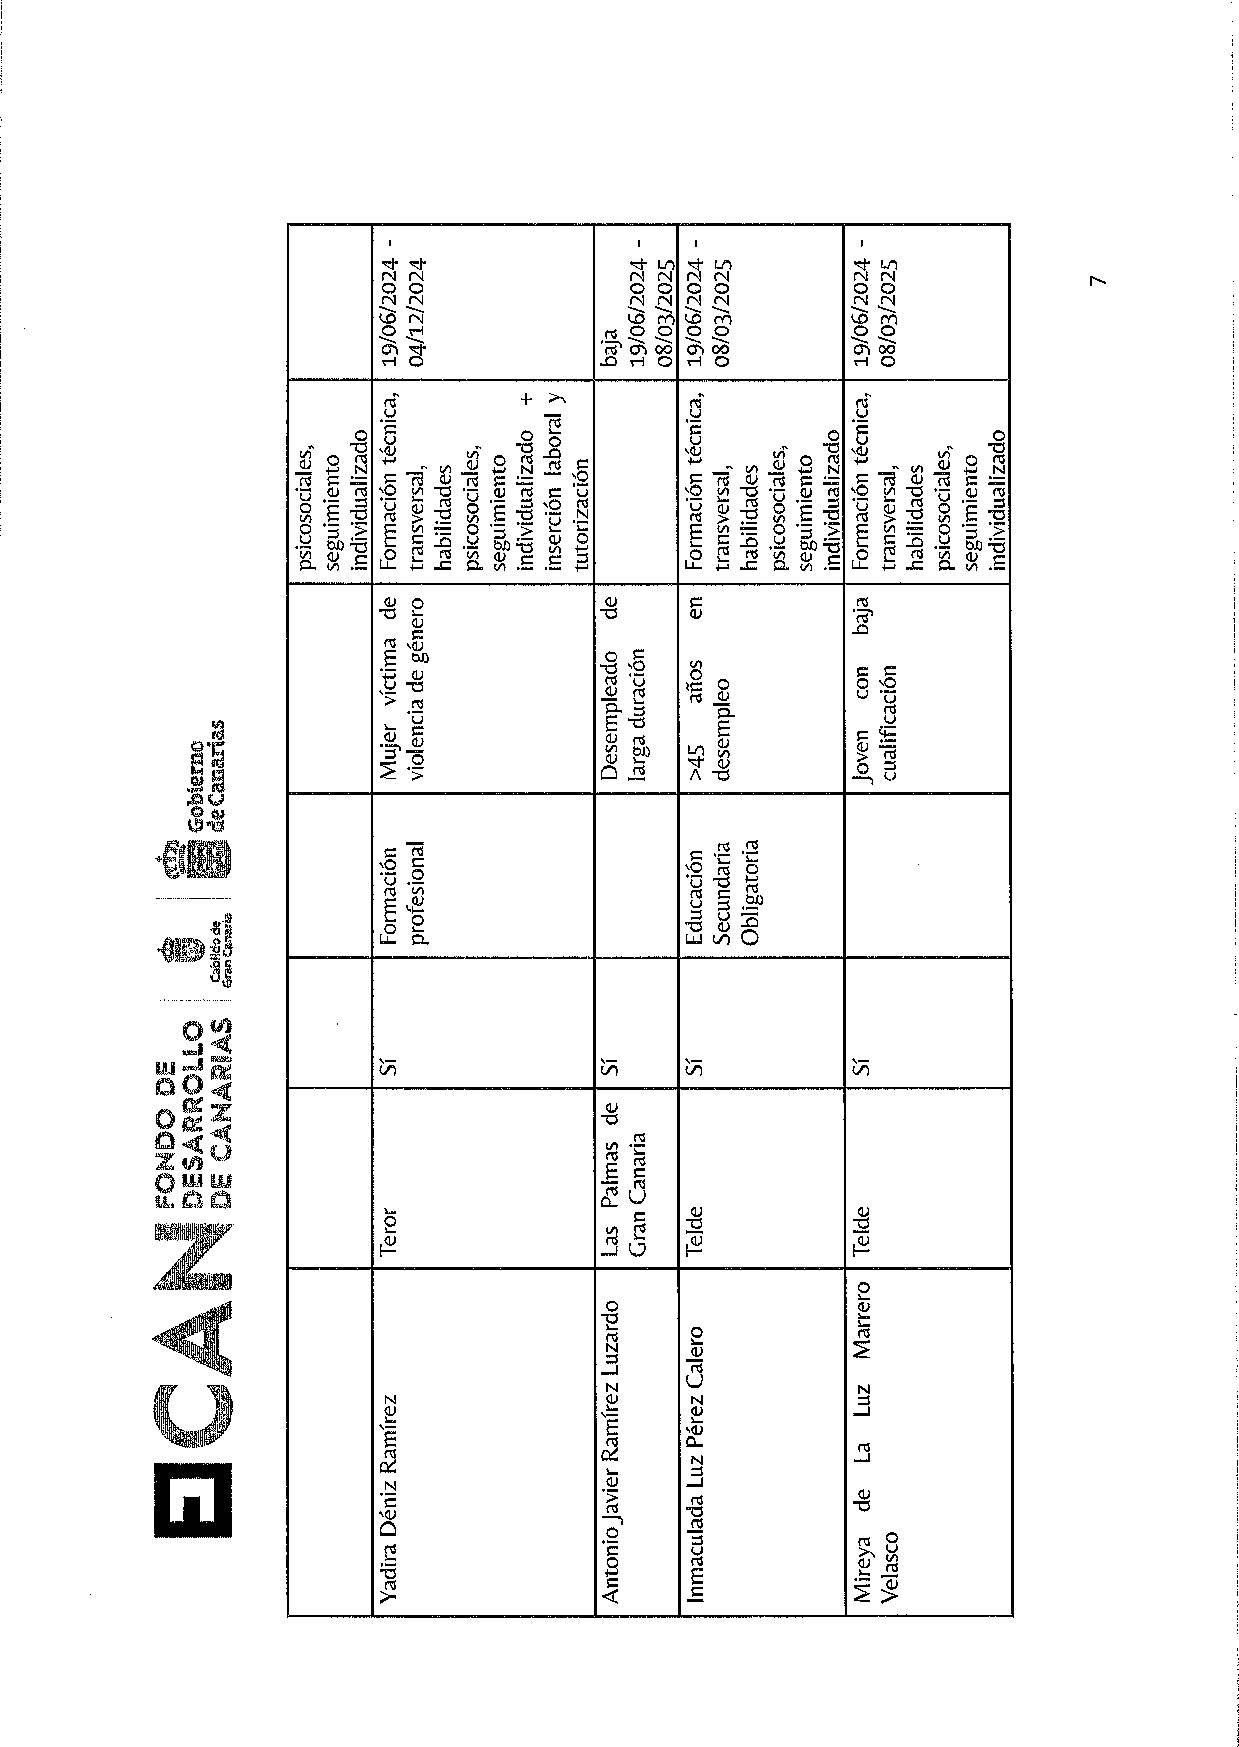 FCAN FONDO DE
DESARROLLO
DE CANARIAS
Cabildo de
Gran Canaria
Gobierno
de Canarias
psicosociales,
seguimiento
individualizado
Yadira Déniz Ramírez
Teror
Sí
Formación
profesional
Mujer víctima de
violencia de género
Formación técnica,
transversal,
habilidades
psicosociales,
seguimiento
individualizado +
inserción laboral y
tutorización
19/06/2024 -
04/12/2024
Antonio Javier Ramírez Luzardo
Las Palmas de
Gran Canaria
Sí
Desempleado de
larga duración
baja
19/06/2024 -
08/03/2025
Inmaculada Luz Pérez Calero
Telde
Sí
Educación
Secundaria
Obligatoria
>45 años en
desempleo
Formación técnica,
transversal,
habilidades
psicosociales,
seguimiento
individualizado
19/06/2024 -
08/03/2025
Mireya de La Luz Marrero
Velasco
Telde
Sí
Joven con baja
cualificación
Formación técnica,
transversal,
habilidades
psicosociales,
seguimiento
individualizado
19/06/2024 -
08/03/2025
7